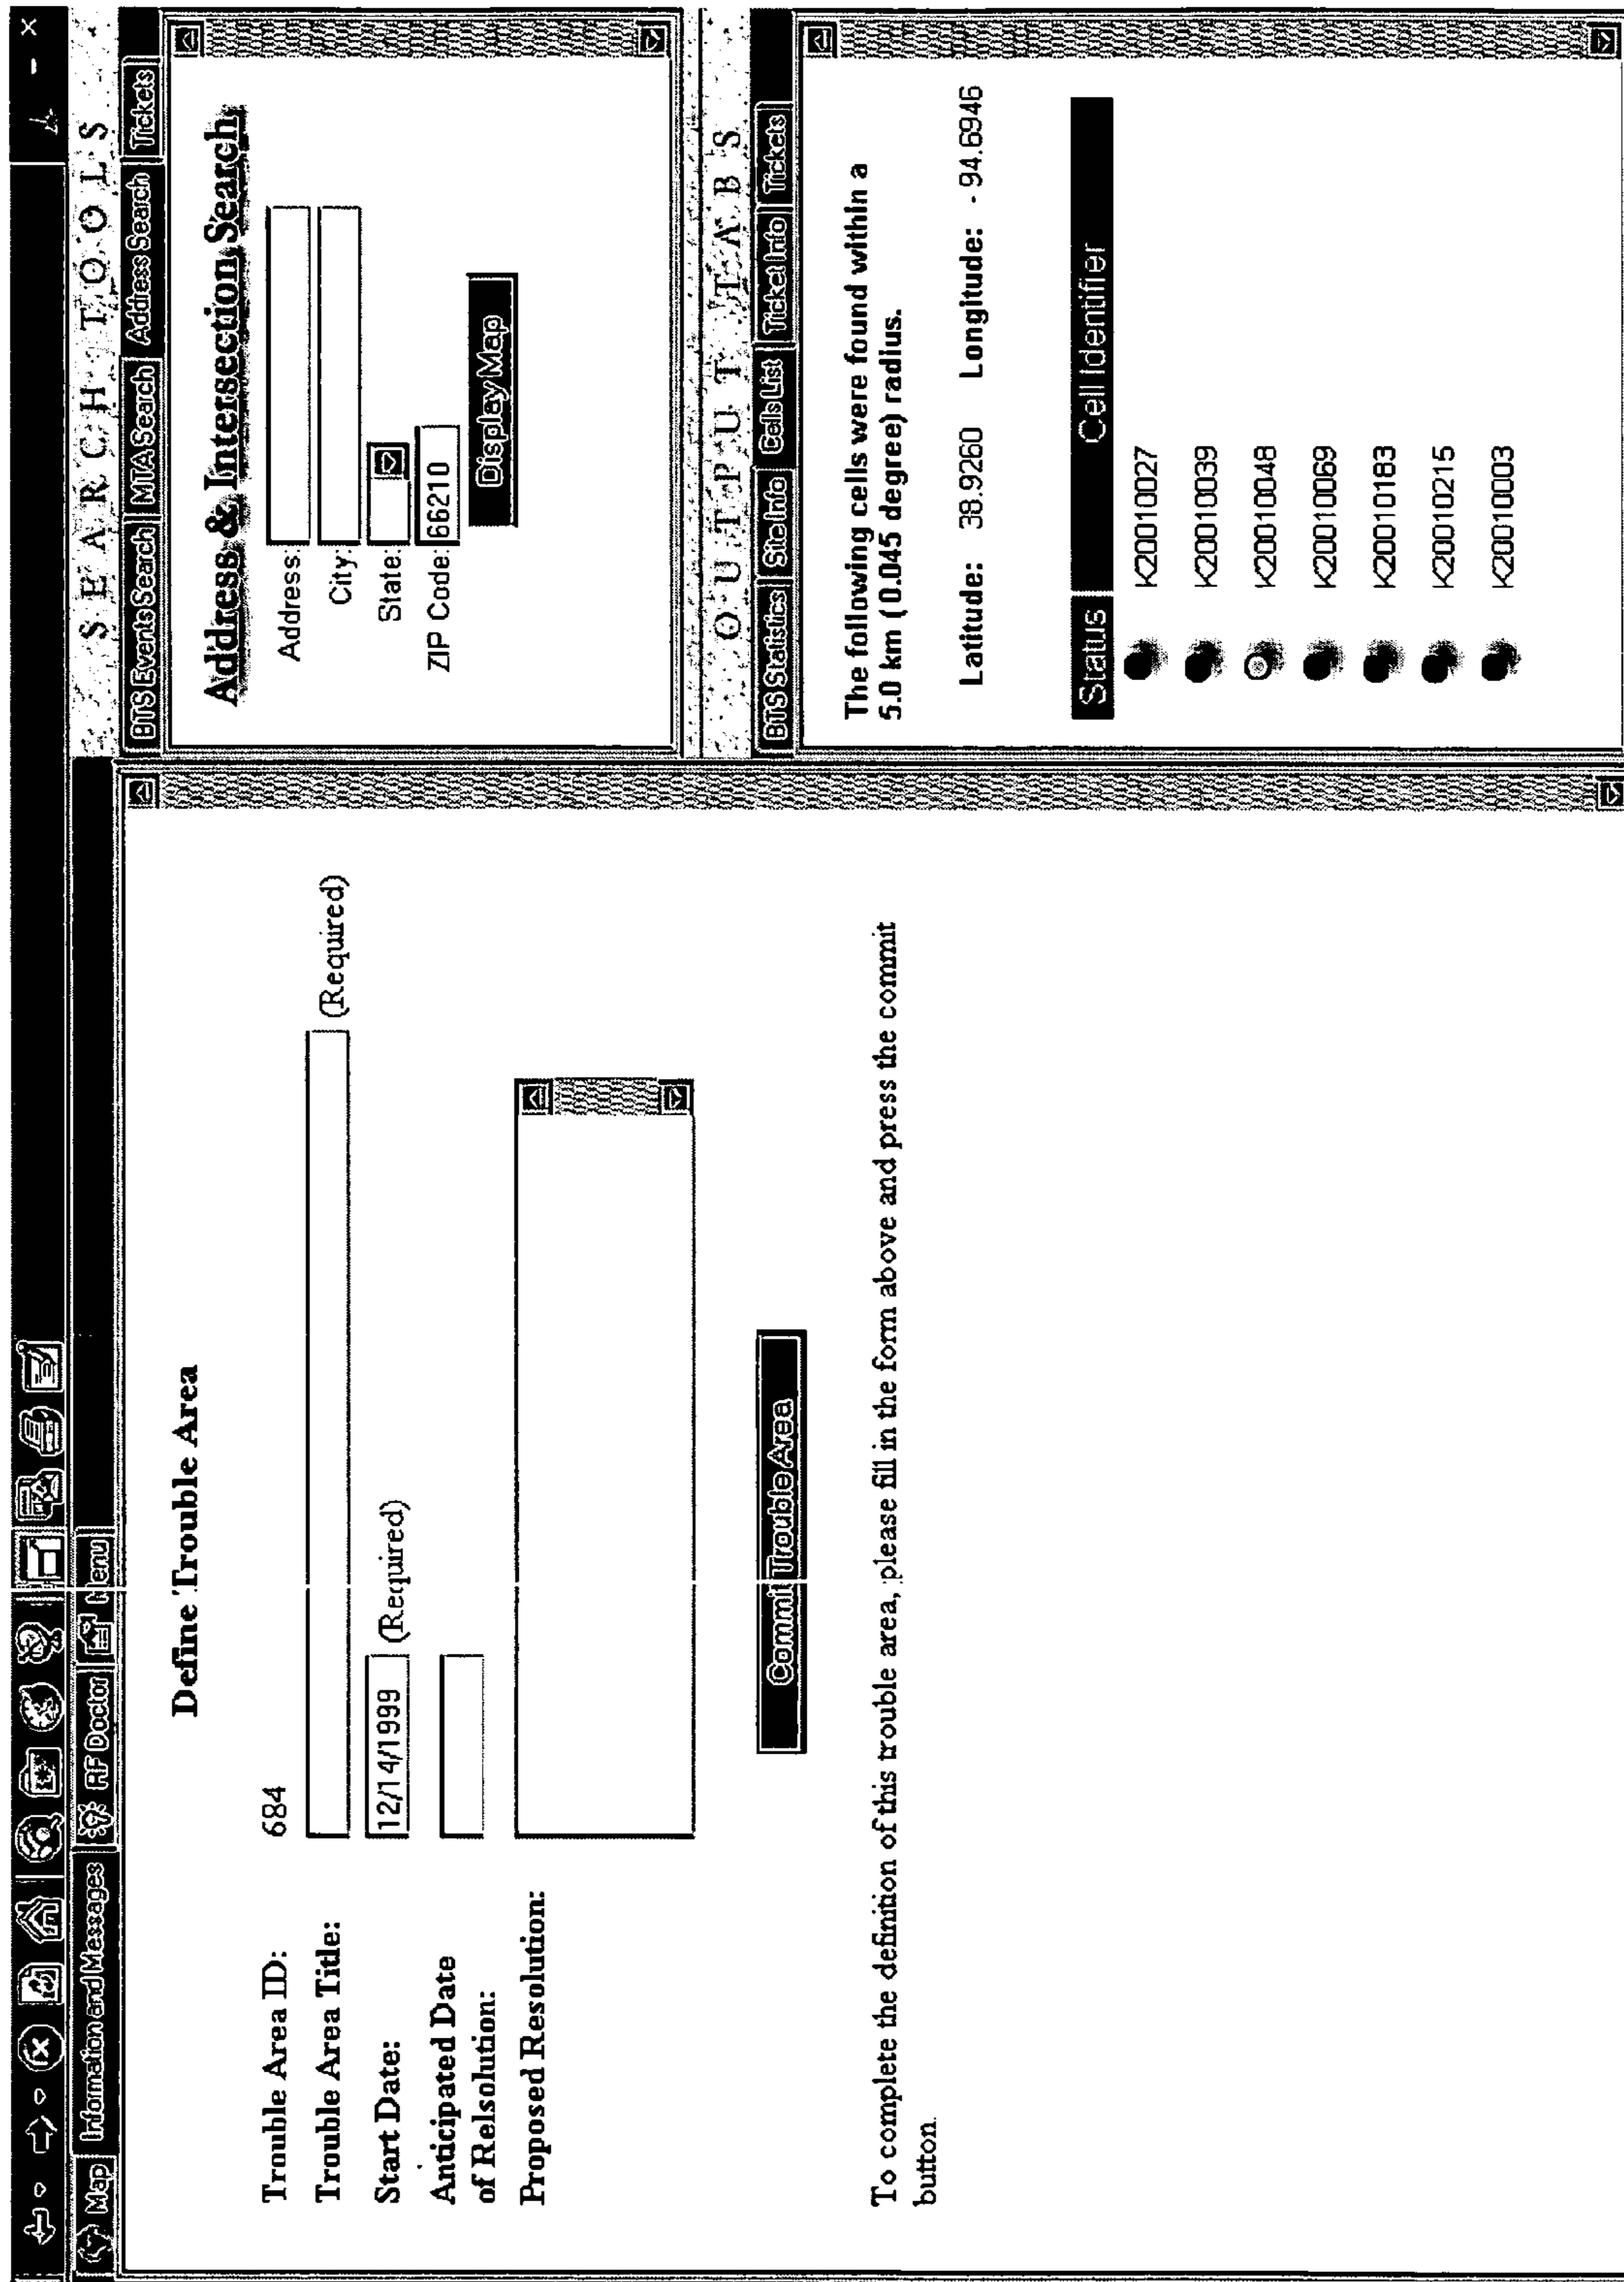 Map Information and Messages RF Doctor Menu
Define Trouble Area
Trouble Area ID: 684
Trouble Area Title: (Required)
Start Date: 12/14/1999 (Required)
Anticipated Date
of Relsolution:
Proposed Resolution:
Commit Trouble Area
To complete the definition of this trouble area, please fill in the form above and press the commit
button.
SEARCH TOOLS
BTS Events Search MTA Search Address Search Tickets
Address & Intersection Search
Address:
City:
State:
ZIP Code: 66210
Display Map
OUTPUT TABS
BTS Statistics Site Info Cells List Ticket Info Tickets
The following cells were found within a
5.0 km (0.045 degree) radius.
Latitude: 38.9260 Longitude: -94.6946
Status Cell Identifier
K20010027
K20010039
K20010048
K20010069
K20010183
K20010215
K20010003